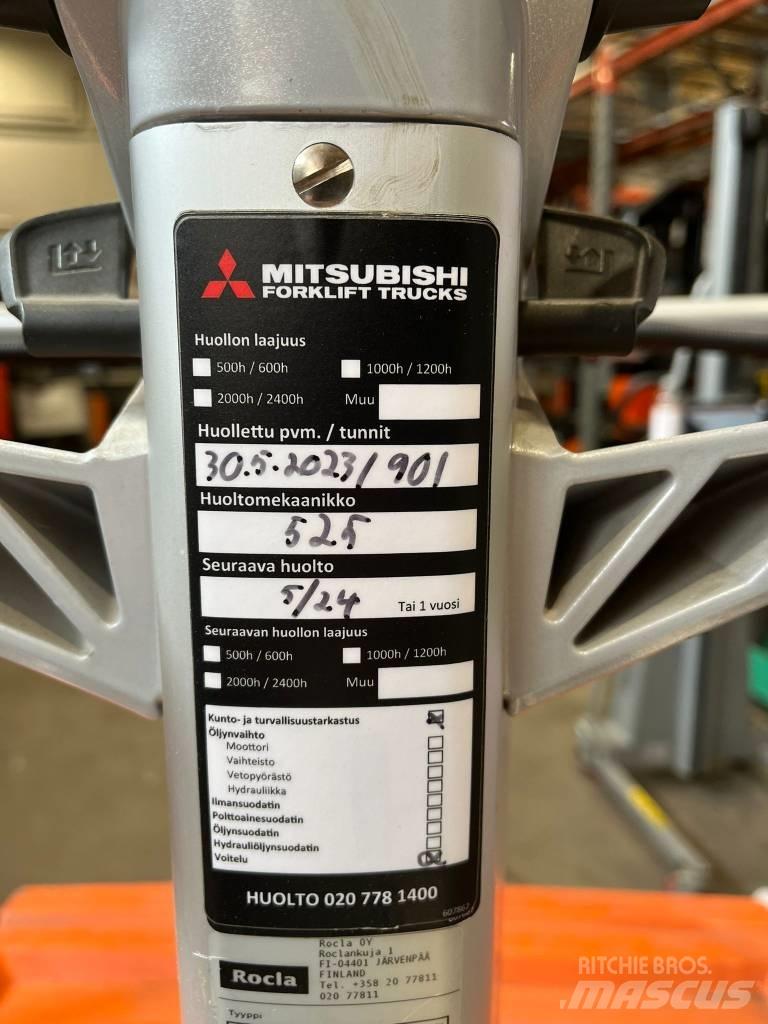 MITSUBISHI
FORKLIFT TRUCKS
Huollon laajuus
500h / 600h 1000h / 1200h
2000h / 2400h Muu
Huollettu pvm. / tunnit
30.5.2023 / 901
Huoltomekaanikko
525
Seuraava huolto
5/24 Tai 1 vuosi
Seuraavan huollon laajuus
500h / 600h 1000h / 1200h
2000h / 2400h Muu
Kunto- ja turvallisuustarkastus
Öljynvaihto
Moottori
Vaihteisto
Vetopyörästö
Hydrauliikka
Ilmansuodatin
Polttoainesuodatin
Öljynsuodatin
Hydrauliöljynsuodatin
Voitelu
HUOLTO 020 778 1400
607867
Rocla
Rocla OY
Roclankuja 1
FI-04401 JÄRVENPÄÄ
FINLAND
Tel. +358 20 77811
020 77811
Tyyppi
RITCHIE BROS.
MASCUS